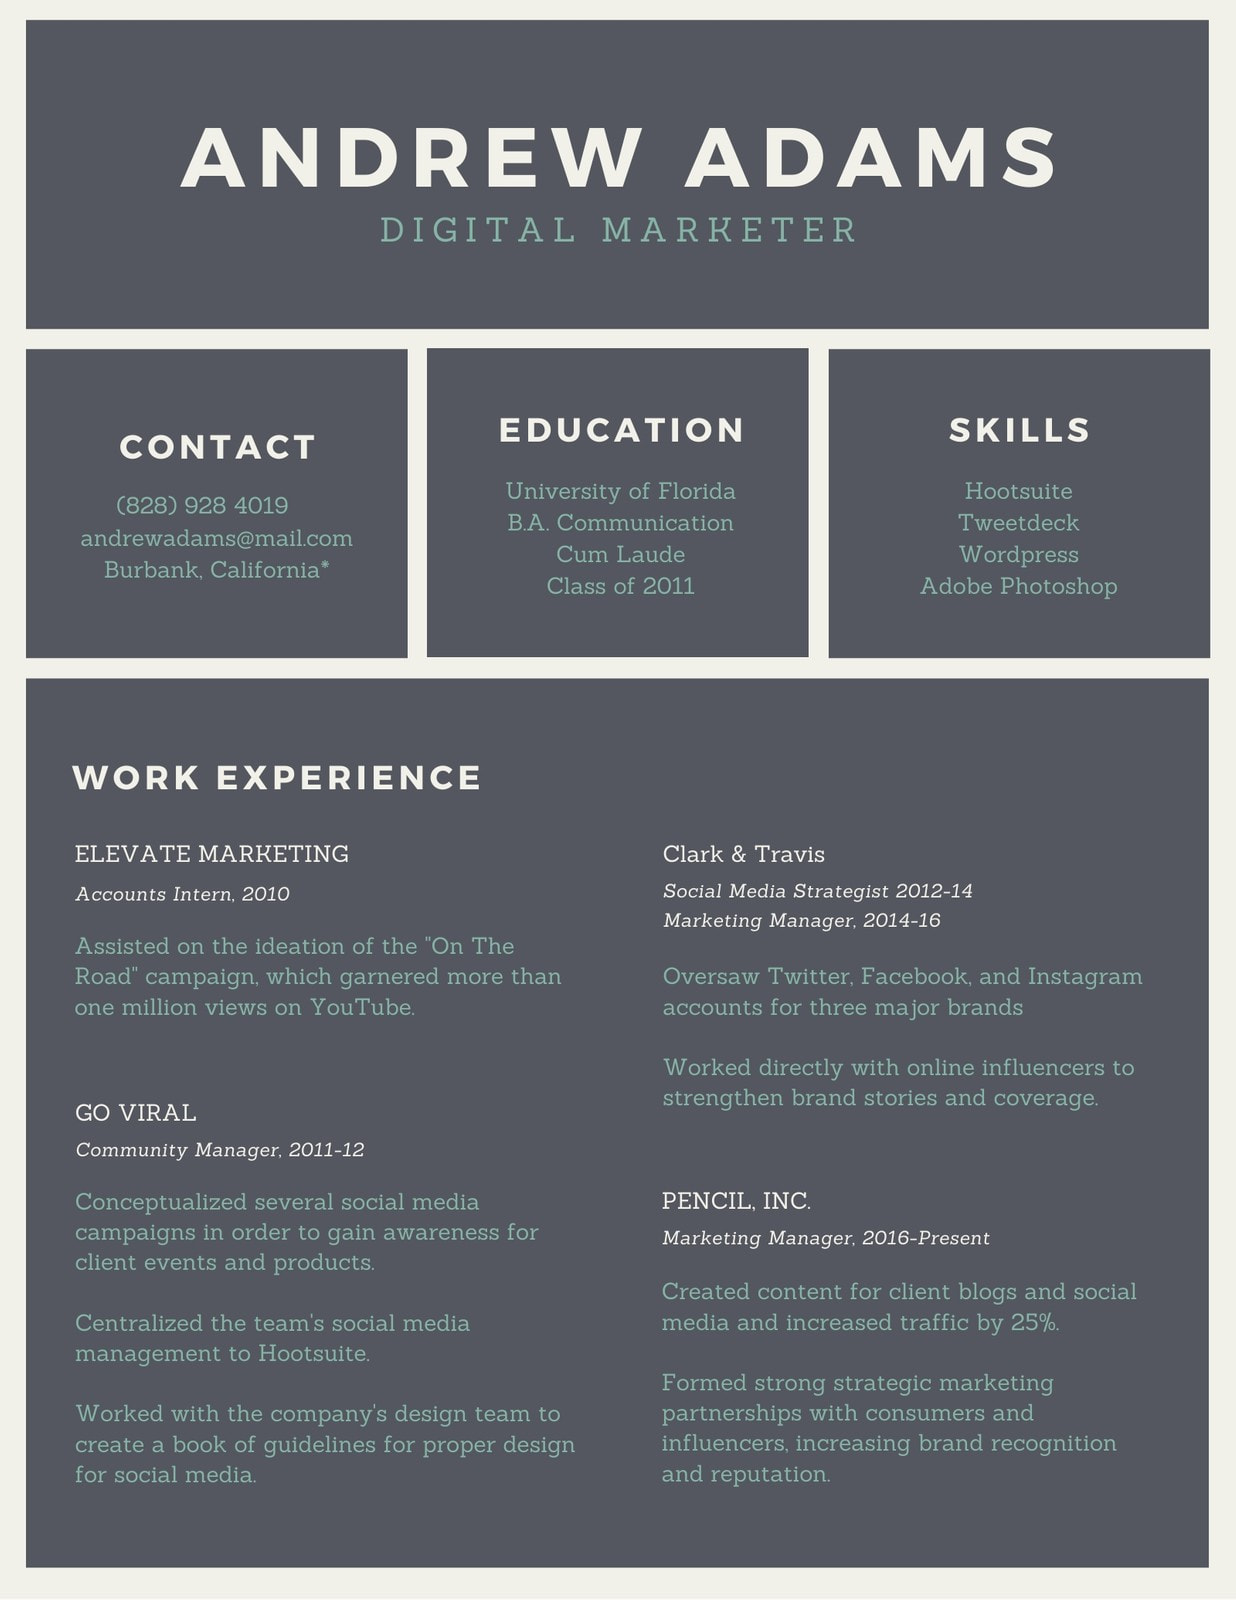 ANDREW ADAMS
DIGITAL MARKETER
CONTACT
(828) 928 4019
andrewadams@mail.com
Burbank, California*
EDUCATION
University of Florida
B.A. Communication
Cum Laude
Class of 2011
SKILLS
Hootsuite
Tweetdeck
Wordpress
Adobe Photoshop
WORK EXPERIENCE
ELEVATE MARKETING
Accounts Intern, 2010
Assisted on the ideation of the "On The
Road" campaign, which garnered more than
one million views on YouTube.
GO VIRAL
Community Manager, 2011-12
Conceptualized several social media
campaigns in order to gain awareness for
client events and products.
Centralized the team's social media
management to Hootsuite.
Worked with the company's design team to
create a book of guidelines for proper design
for social media.
Clark & Travis
Social Media Strategist 2012-14
Marketing Manager, 2014-16
Oversaw Twitter, Facebook, and Instagram
accounts for three major brands
Worked directly with online influencers to
strengthen brand stories and coverage.
PENCIL, INC.
Marketing Manager, 2016-Present
Created content for client blogs and social
media and increased traffic by 25%.
Formed strong strategic marketing
partnerships with consumers and
influencers, increasing brand recognition
and reputation.